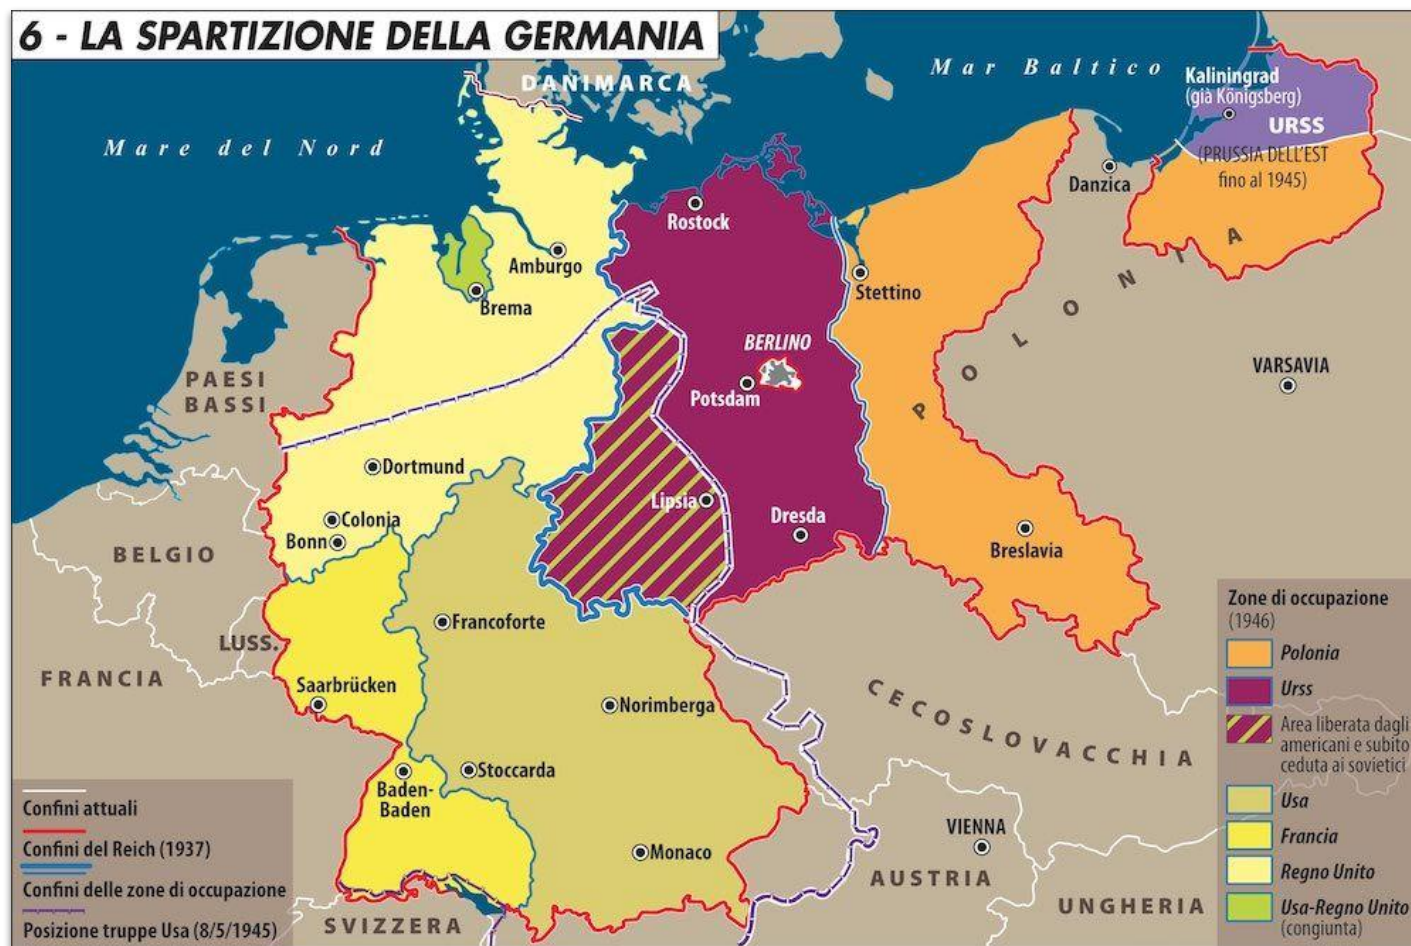 6 - LA SPARTIZIONE DELLA GERMANIA
DANIMARCA
Mar Baltico
Mare del Nord
Kaliningrad
(già Königsberg)
URSS
(PRUSSIA DELL'EST
fino al 1945)
Danzica
Rostock
Amburgo
Brema
Stettino
POLONIA
VARSAVIA
PAESI
BASSI
BERLINO
Potsdam
Dortmund
Lipsia
Colonia
Bonn
Dresda
Breslavia
BELGIO
Francoforte
LUSS.
FRANCIA
Saarbrücken
Norimberga
CECOSLOVACCHIA
Stoccarda
Baden-
Baden
Monaco
VIENNA
AUSTRIA
SVIZZERA
UNGHERIA
Confini attuali
Confini del Reich (1937)
Confini delle zone di occupazione
Posizione truppe Usa (8/5/1945)
Zone di occupazione
(1946)
Polonia
Urss
Area liberata dagli
americani e subito
ceduta ai sovietici
Usa
Francia
Regno Unito
Usa-Regno Unito
(congiunta)